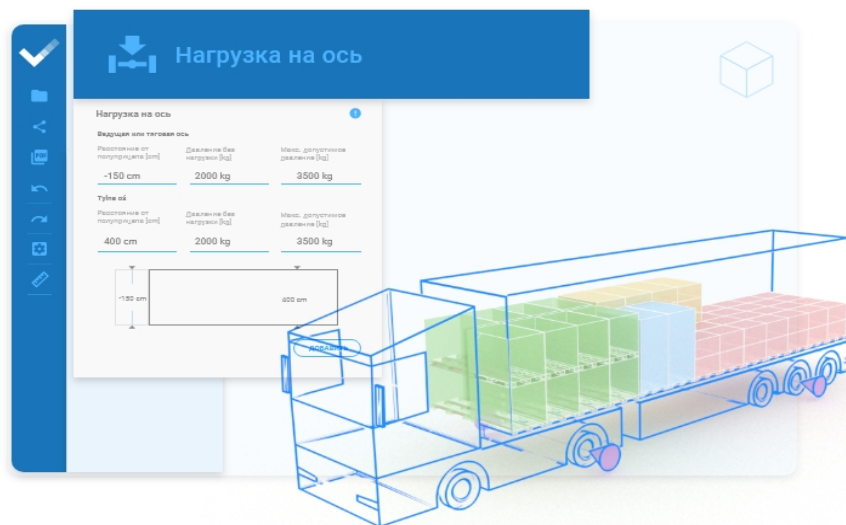 Нагрузка на ось
Нагрузка на ось
Ведущая или тяговая ось
Расстояние от полуприцепа [cm]
Давление без нагрузки [kg]
Макс. допустимое давление [kg]
-150 cm
2000 kg
3500 kg
Tylna oś
Расстояние от полуприцепа [cm]
Давление без нагрузки [kg]
Макс. допустимое давление [kg]
400 cm
2000 kg
3500 kg
-150 cm
400 cm
ДОБАВИТЬ